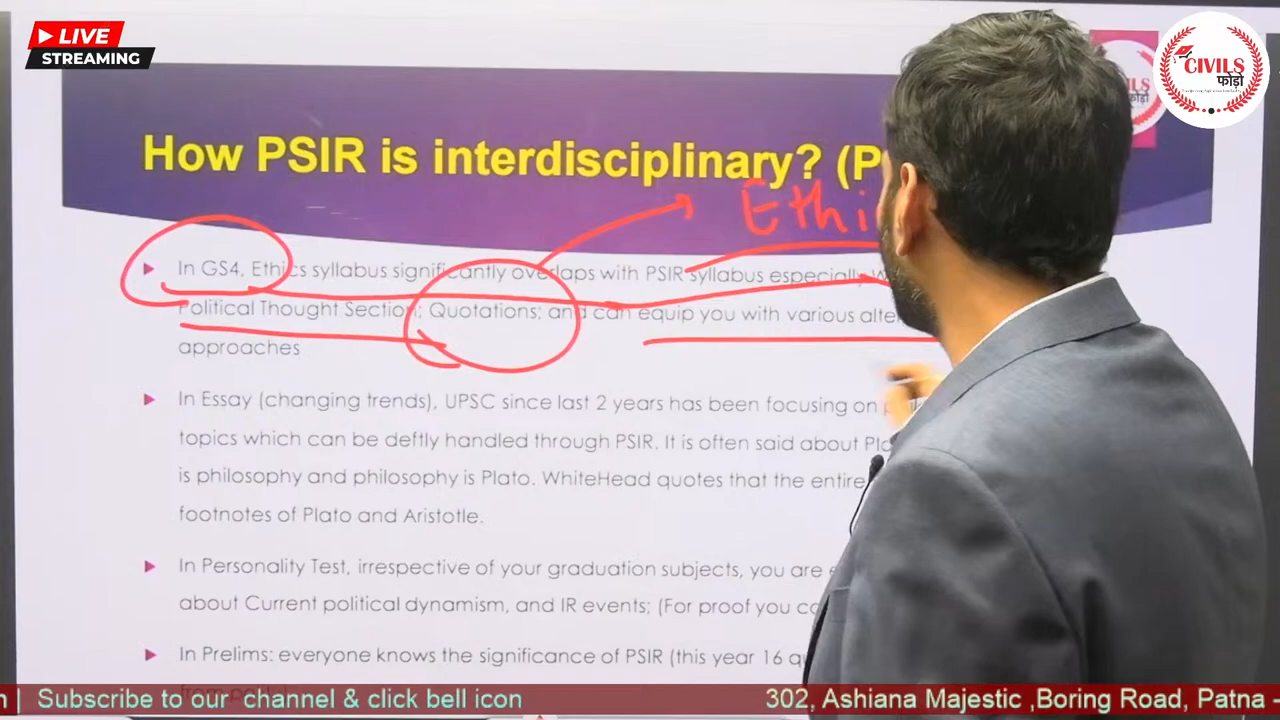 LIVE
STREAMING
CIVILS
फोड़ो
How PSIR is interdisciplinary? (P
Ethi
In GS4, Ethics syllabus significantly overlaps with PSIR syllabus especially
Political Thought Section; Quotations; and can equip you with various
approaches
In Essay (changing trends), UPSC since last 2 years has been focusing on
topics which can be deftly handled through PSIR. It is often said about
is philosophy and philosophy is Plato. WhiteHead quotes that the entire
footnotes of Plato and Aristotle.
In Personality Test, irrespective of your graduation subjects, you are
about Current political dynamism, and IR events; (For proof you
In Prelims: everyone knows the significance of PSIR (this year 16
Subscribe to our channel & click bell icon
302, Ashiana Majestic ,Boring Road, Patna -